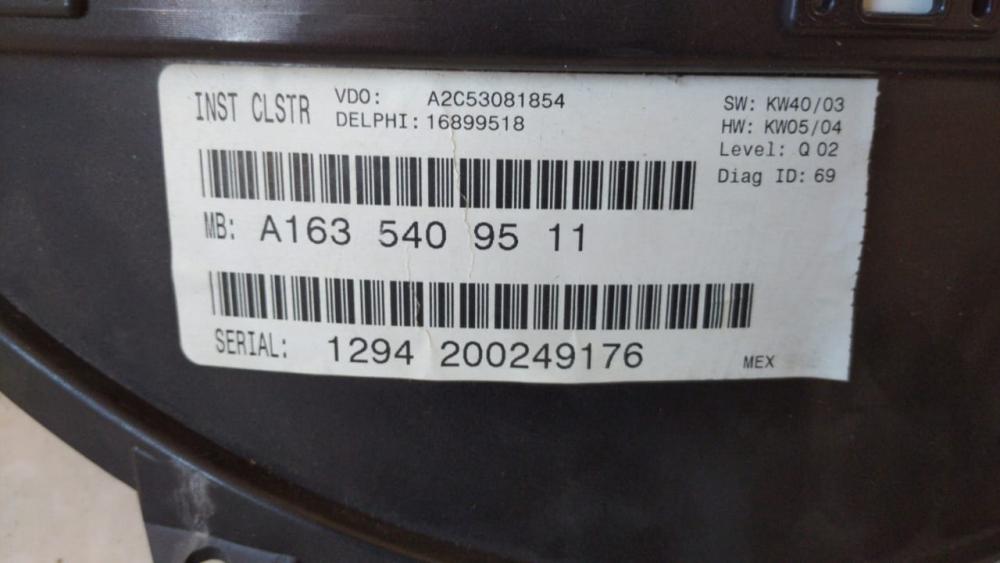 INST CLSTR
VDO: A2C53081854
DELPHI: 16899518
SW: KW40/03
HW: KW05/04
Level: Q 02
Diag ID: 69
MB: A163 540 95 11
SERIAL: 1294 200249176
MEX